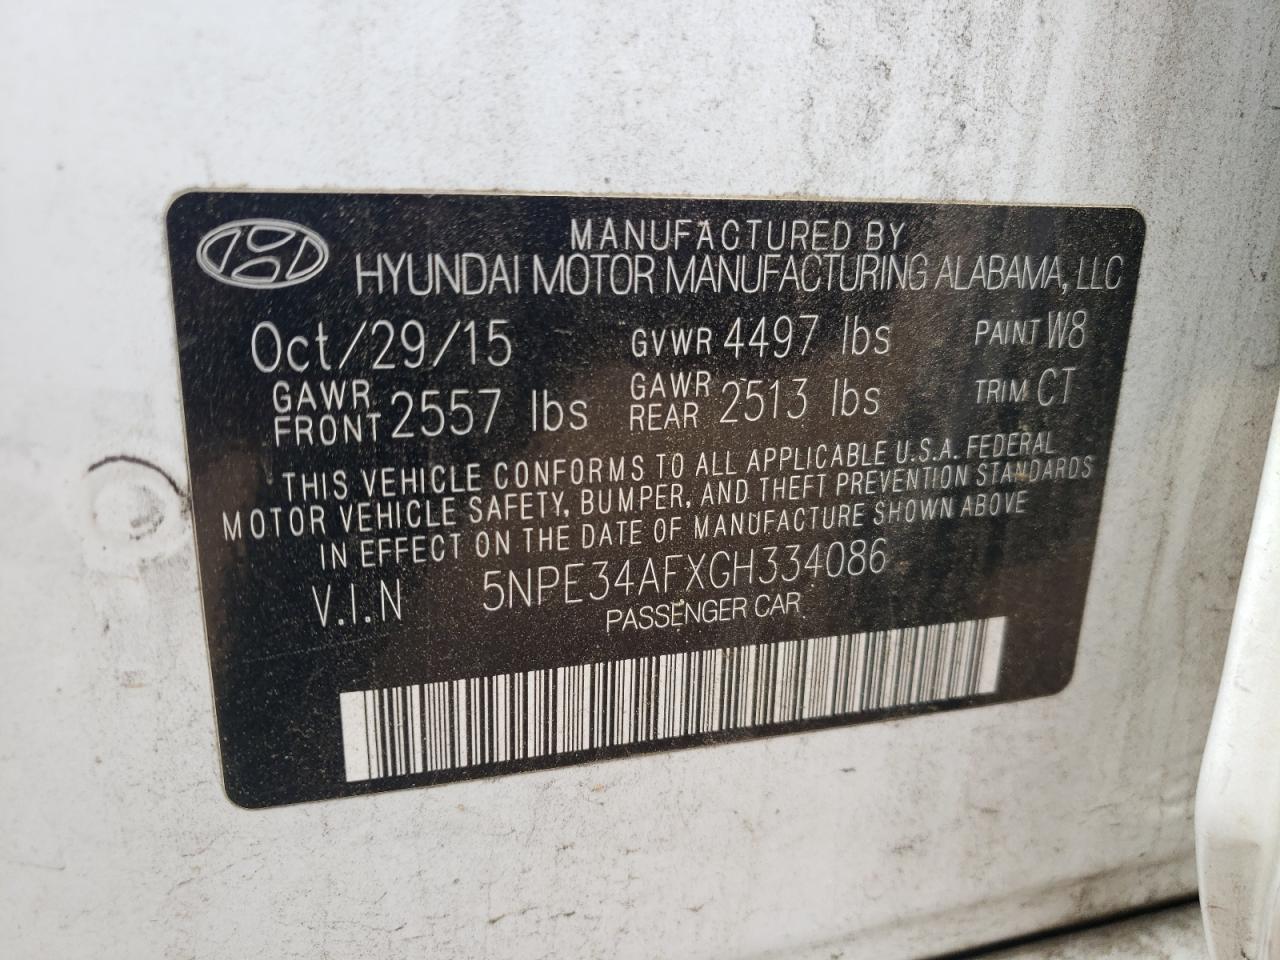 MANUFACTURED BY
HYUNDAI MOTOR MANUFACTURING ALABAMA, LLC
Oct/29/15 GVWR 4497 lbs PAINT W8
GAWR FRONT 2557 lbs GAWR REAR 2513 lbs TRIM CT
THIS VEHICLE CONFORMS TO ALL APPLICABLE U.S.A. FEDERAL
MOTOR VEHICLE SAFETY, BUMPER, AND THEFT PREVENTION STANDARDS
IN EFFECT ON THE DATE OF MANUFACTURE SHOWN ABOVE
V.I.N 5NPE34AFXGH334086
PASSENGER CAR